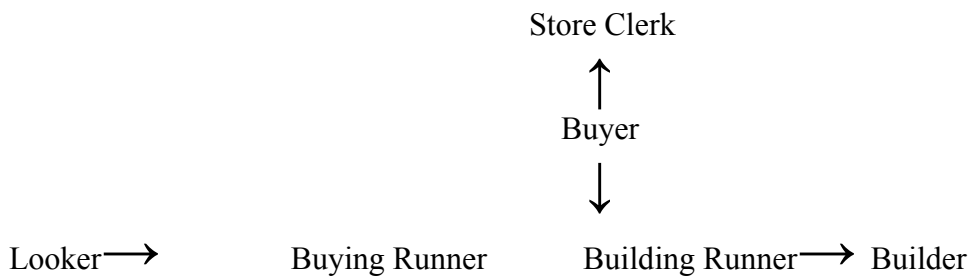 Store Clerk
Buyer
Looker Buying Runner Building Runner Builder